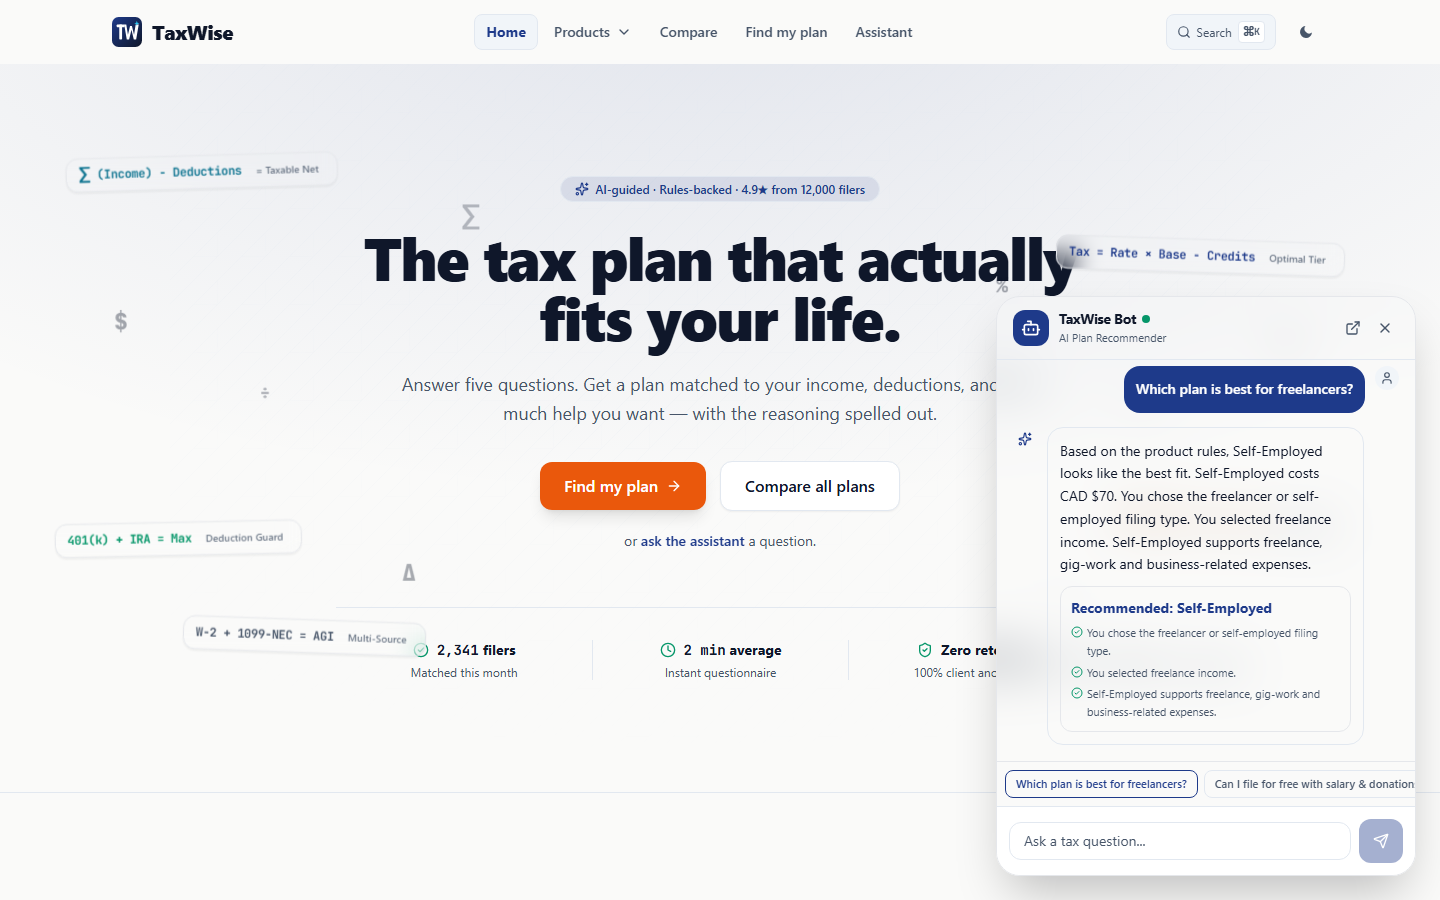 TW TaxWise
Home Products Compare Find my plan Assistant
Search ⌘K
∑ (Income) - Deductions = Taxable Net
AI-guided · Rules-backed · 4.9★ from 12,000 filers
∑
The tax plan that actually
fits your life.
Tax = Rate × Base - Credits Optimal Tier
%
$
÷
Answer five questions. Get a plan matched to your income, deductions, and
much help you want — with the reasoning spelled out.
Find my plan →
Compare all plans
or ask the assistant a question.
401(k) + IRA = Max Deduction Guard
Δ
W-2 + 1099-NEC = AGI Multi-Source
2,341 filers
Matched this month
2 min average
Instant questionnaire
Zero
100% client
TaxWise Bot
AI Plan Recommender
Which plan is best for freelancers?
Based on the product rules, Self-Employed
looks like the best fit. Self-Employed costs
CAD $70. You chose the freelancer or self-
employed filing type. You selected freelance
income. Self-Employed supports freelance,
gig-work and business-related expenses.
Recommended: Self-Employed
You chose the freelancer or self-employed filing
type.
You selected freelance income.
Self-Employed supports freelance, gig-work and
business-related expenses.
Which plan is best for freelancers?
Can I file for free with salary & donation
Ask a tax question...